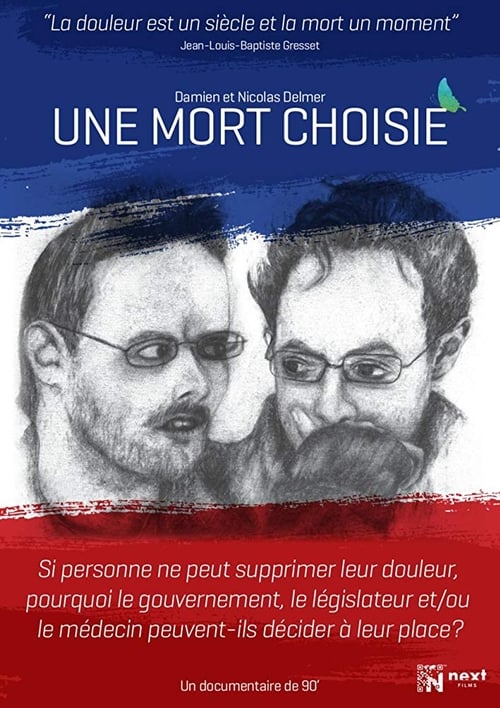 “La douleur est un siècle et la mort un moment”
Jean-Louis-Baptiste Gresset
Damien et Nicolas Delmer
UNE MORT CHOISIE
Si personne ne peut supprimer leur douleur,
pourquoi le gouvernement, le législateur et/ou
le médecin peuvent-ils décider à leur place?
next
FILMS
Un documentaire de 90'